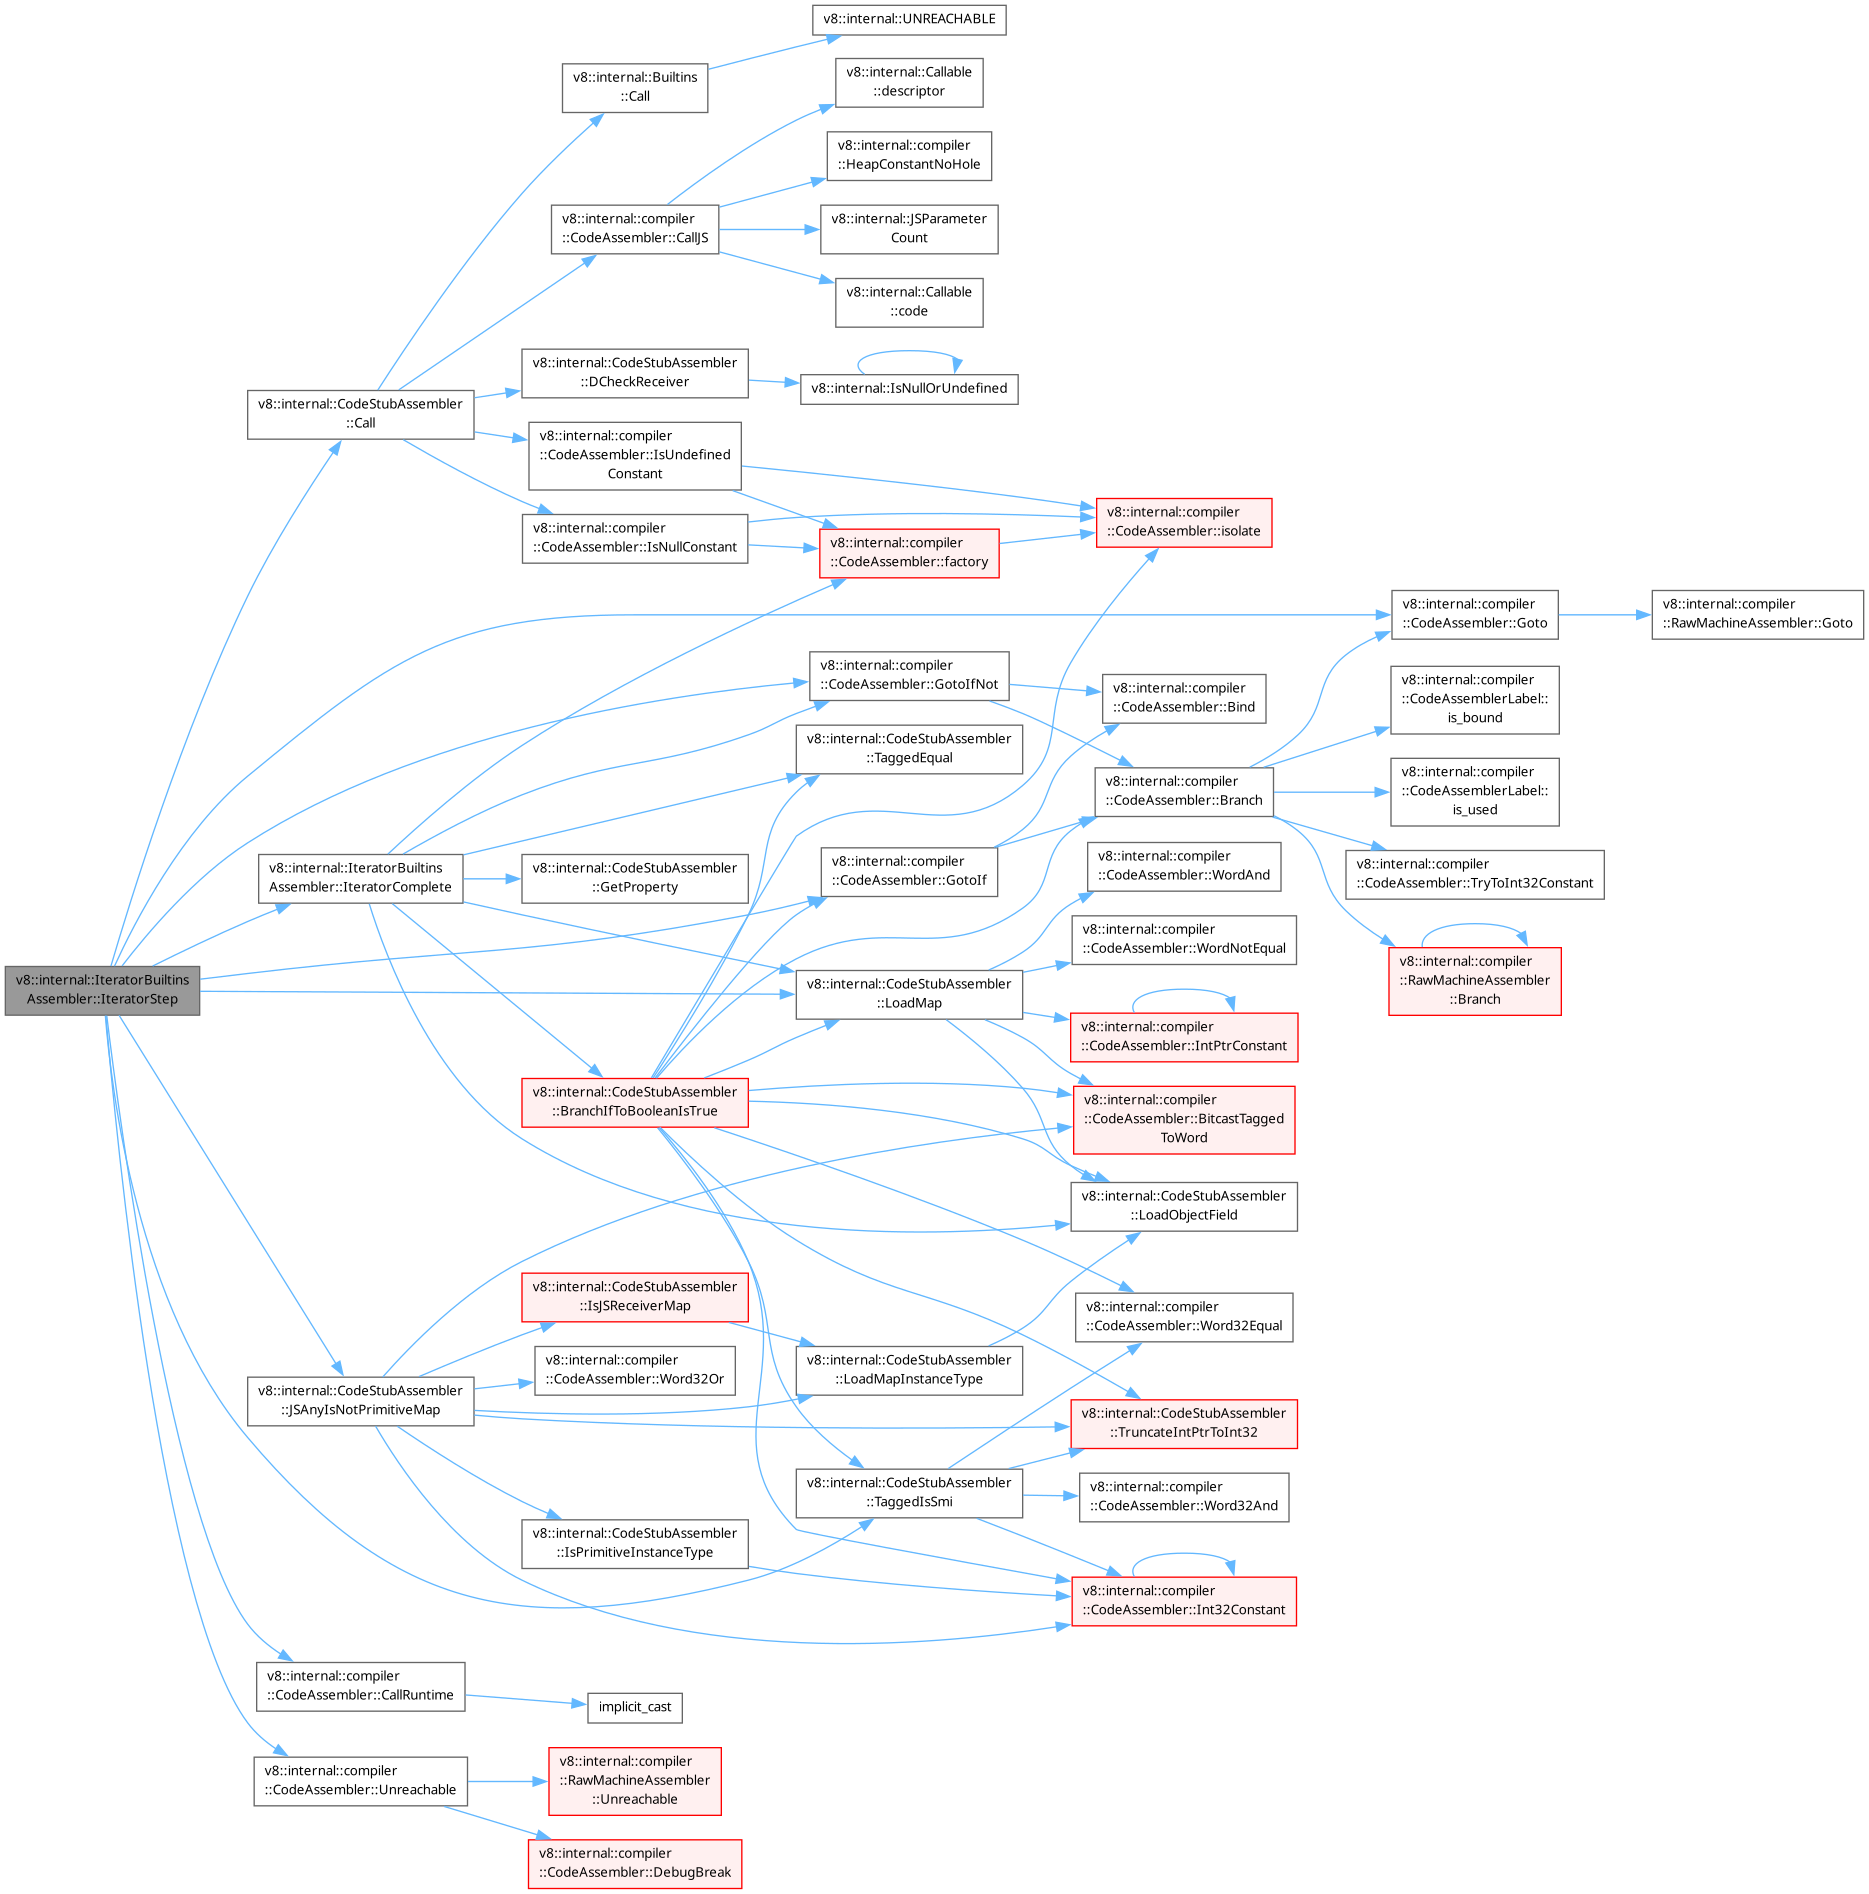 v8::internal::UNREACHABLE
v8::internal::Builtins
::Call
v8::internal::Callable
::descriptor
v8::internal::compiler
::HeapConstantNoHole
v8::internal::compiler
::CodeAssembler::CallJS
v8::internal::JSParameter
Count
v8::internal::Callable
::code
v8::internal::CodeStubAssembler
::DCheckReceiver
v8::internal::IsNullOrUndefined
v8::internal::CodeStubAssembler
::Call
v8::internal::compiler
::CodeAssembler::IsUndefined
Constant
v8::internal::compiler
::CodeAssembler::IsNullConstant
v8::internal::compiler
::CodeAssembler::factory
v8::internal::compiler
::CodeAssembler::isolate
v8::internal::compiler
::CodeAssembler::Goto
v8::internal::compiler
::RawMachineAssembler::Goto
v8::internal::compiler
::CodeAssembler::GotoIfNot
v8::internal::compiler
::CodeAssembler::Bind
v8::internal::compiler
::CodeAssemblerLabel::
is_bound
v8::internal::CodeStubAssembler
::TaggedEqual
v8::internal::compiler
::CodeAssembler::Branch
v8::internal::compiler
::CodeAssemblerLabel::
is_used
v8::internal::IteratorBuiltins
Assembler::IteratorComplete
v8::internal::CodeStubAssembler
::GetProperty
v8::internal::compiler
::CodeAssembler::GotoIf
v8::internal::compiler
::CodeAssembler::WordAnd
v8::internal::compiler
::CodeAssembler::TryToInt32Constant
v8::internal::compiler
::CodeAssembler::WordNotEqual
v8::internal::compiler
::RawMachineAssembler
::Branch
v8::internal::IteratorBuiltins
Assembler::IteratorStep
v8::internal::CodeStubAssembler
::LoadMap
v8::internal::compiler
::CodeAssembler::IntPtrConstant
v8::internal::CodeStubAssembler
::BranchIfToBooleanIsTrue
v8::internal::compiler
::CodeAssembler::BitcastTagged
ToWord
v8::internal::CodeStubAssembler
::LoadObjectField
v8::internal::CodeStubAssembler
::IsJSReceiverMap
v8::internal::compiler
::CodeAssembler::Word32Equal
v8::internal::compiler
::CodeAssembler::Word32Or
v8::internal::CodeStubAssembler
::LoadMapInstanceType
v8::internal::CodeStubAssembler
::JSAnyIsNotPrimitiveMap
v8::internal::CodeStubAssembler
::TruncateIntPtrToInt32
v8::internal::CodeStubAssembler
::TaggedIsSmi
v8::internal::compiler
::CodeAssembler::Word32And
v8::internal::CodeStubAssembler
::IsPrimitiveInstanceType
v8::internal::compiler
::CodeAssembler::Int32Constant
v8::internal::compiler
::CodeAssembler::CallRuntime
implicit_cast
v8::internal::compiler
::CodeAssembler::Unreachable
v8::internal::compiler
::RawMachineAssembler
::Unreachable
v8::internal::compiler
::CodeAssembler::DebugBreak